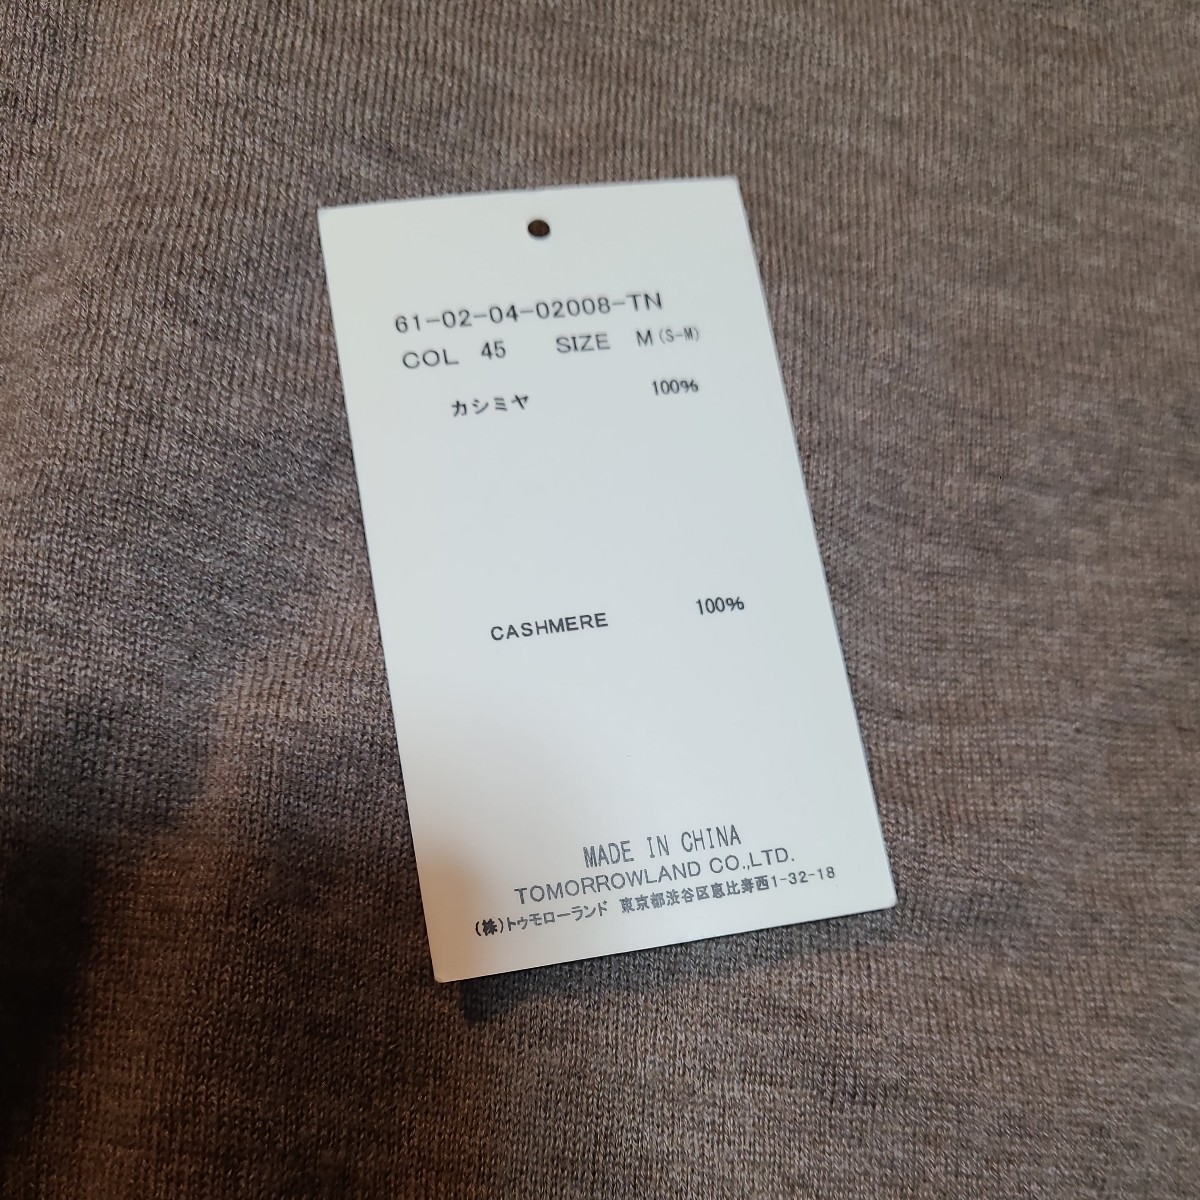 61-02-04-02008-TN
COL 45 SIZE M(S-M)
カシミヤ 100%
CASHMERE 100%
MADE IN CHINA
TOMORROWLAND CO.,LTD.
(株)トゥモローランド 東京都渋谷区恵比寿西1-32-18